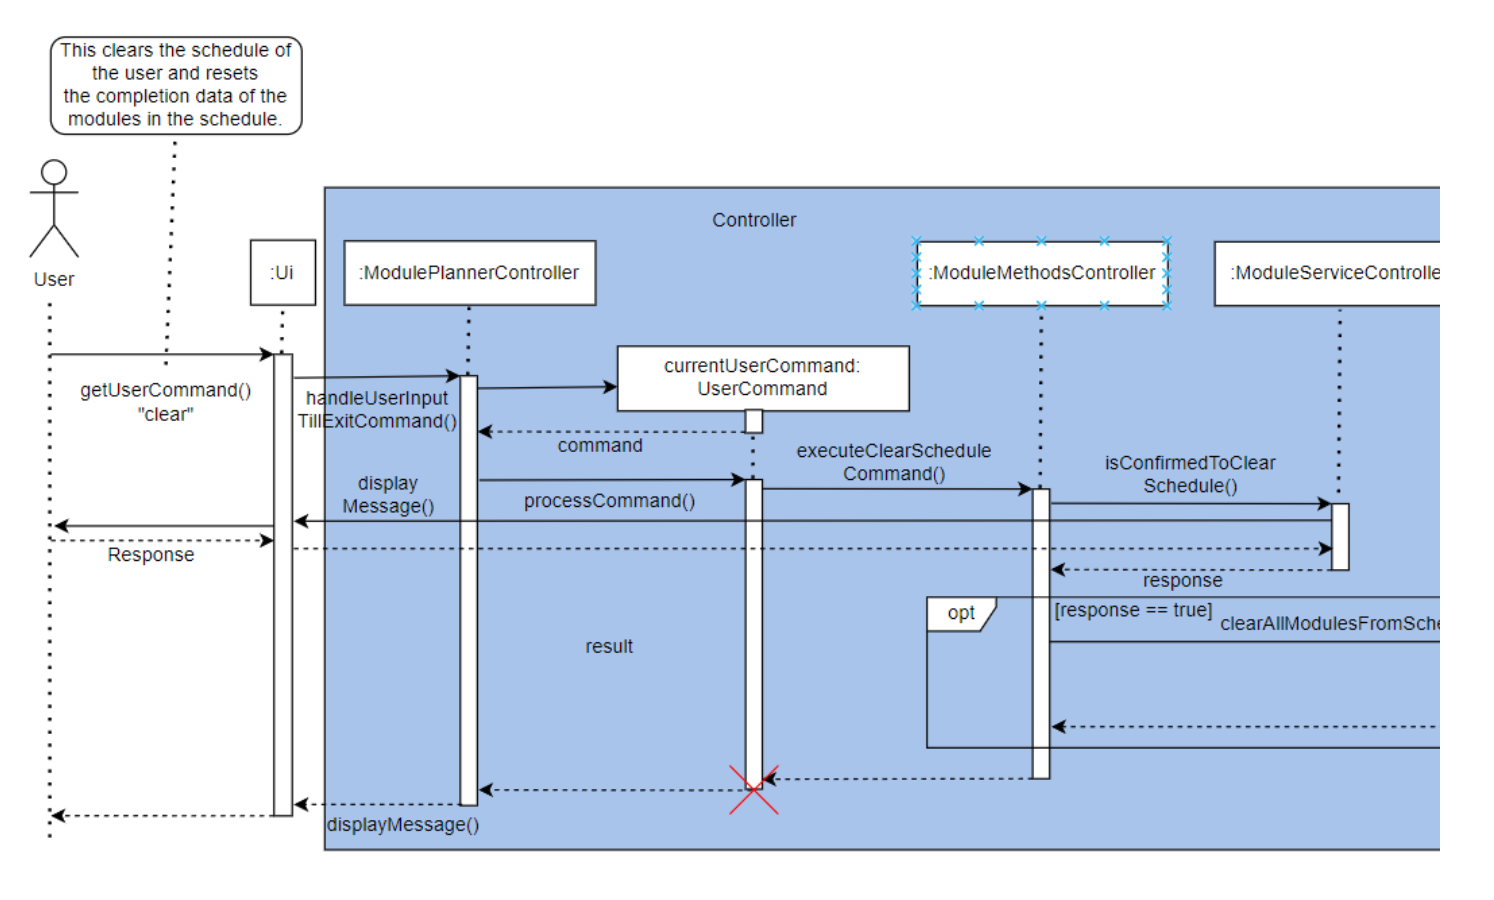 This clears the schedule of
the user and resets
the completion data of the
modules in the schedule.
Controller
User
:Ui
:ModulePlannerController
:ModuleMethodsController
:ModuleServiceControlle
currentUserCommand:
UserCommand
getUserCommand()
"clear"
handleUserInput
TillExitCommand()
command
executeClearSchedule
Command()
isConfirmedToClear
Schedule()
display
Message()
processCommand()
Response
response
opt
[response == true]
clearAllModulesFromSche
result
displayMessage()